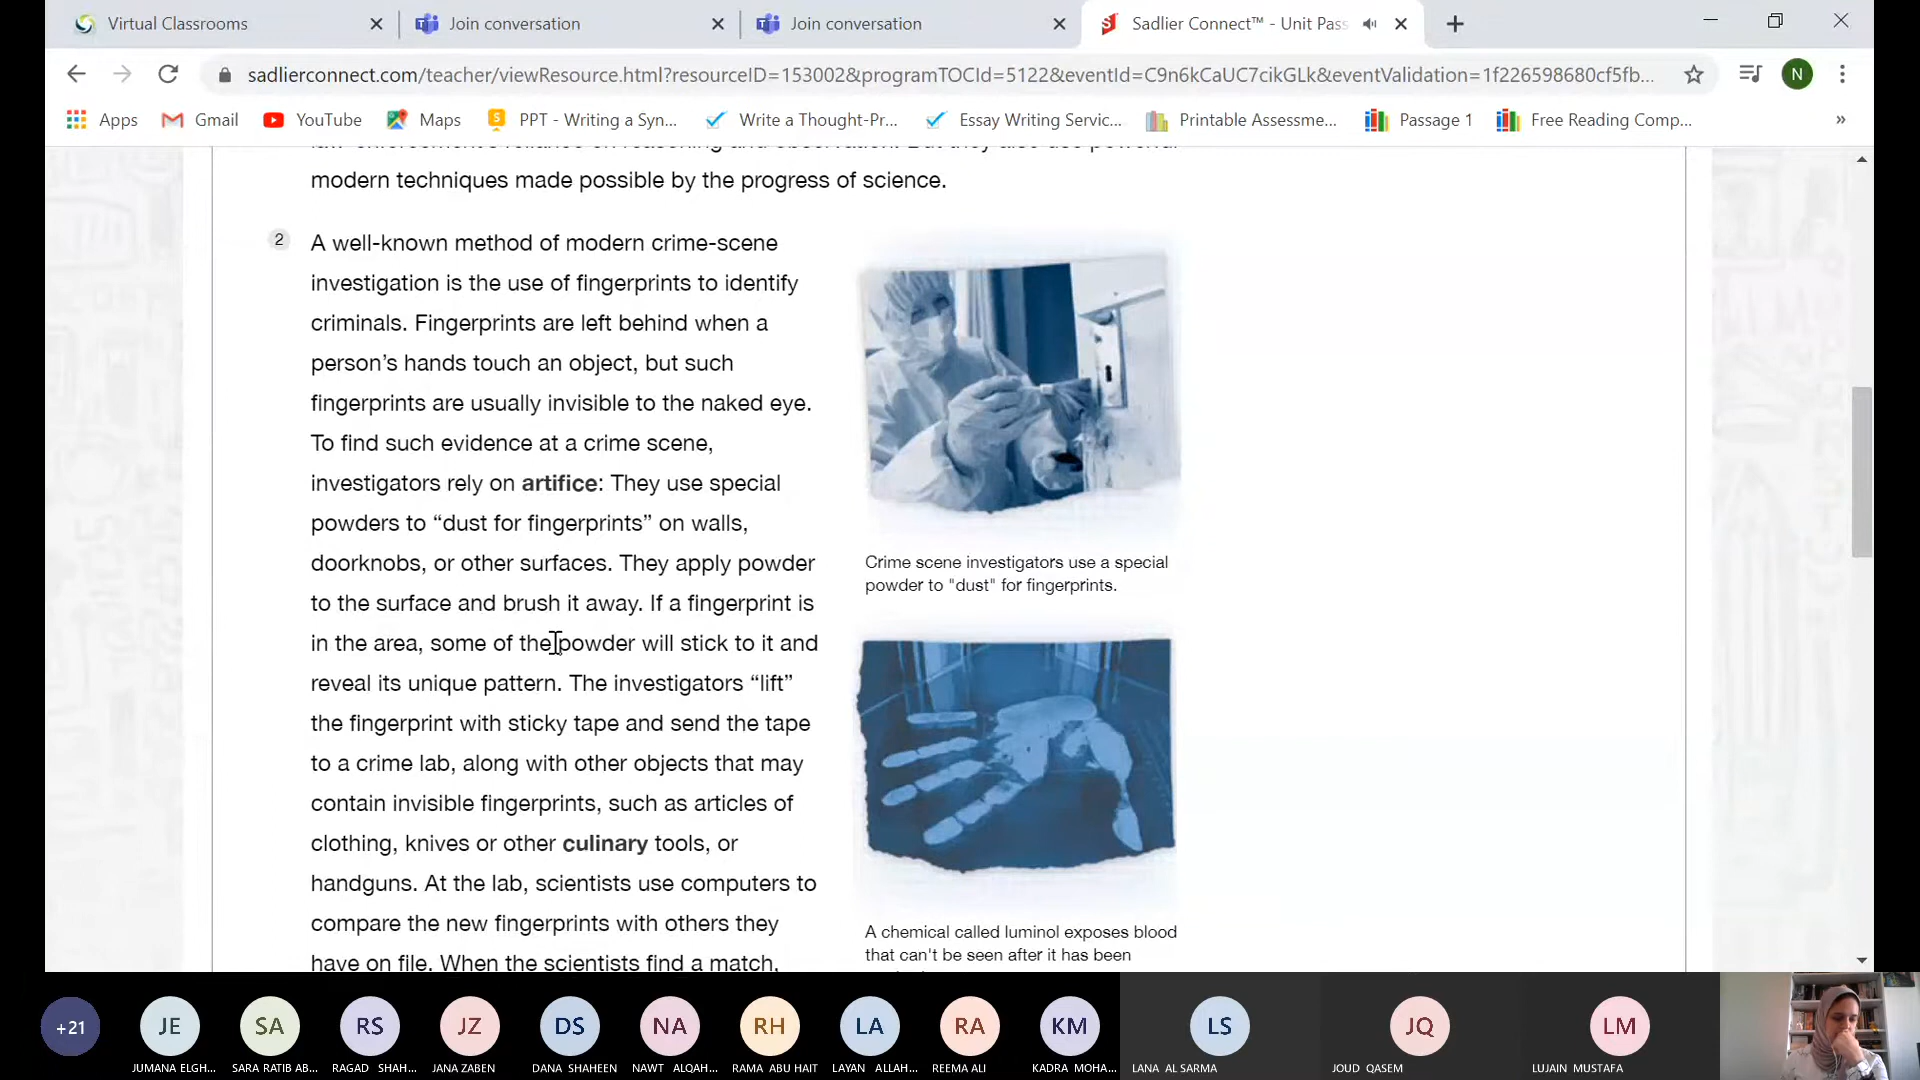 Virtual Classrooms
Join conversation
Join conversation
Sadlier Connect™ - Unit Pass
sadlierconnect.com/teacher/viewResource.html?resourceID=153002&programTOCId=5122&eventId=C9n6kCaUC7cikGLk&eventValidation=1f226598680cf5fb...
N
Apps
Gmail
YouTube
Maps
PPT - Writing a Syn...
Write a Thought-Pr...
Essay Writing Servic...
Printable Assessme...
Passage 1
Free Reading Comp...
»
law enforcement's reliance on reasoning and observation. But they also use powerful
modern techniques made possible by the progress of science.
2
A well-known method of modern crime-scene
investigation is the use of fingerprints to identify
criminals. Fingerprints are left behind when a
person's hands touch an object, but such
fingerprints are usually invisible to the naked eye.
To find such evidence at a crime scene,
investigators rely on artifice: They use special
powders to “dust for fingerprints” on walls,
doorknobs, or other surfaces. They apply powder
to the surface and brush it away. If a fingerprint is
in the area, some of the powder will stick to it and
reveal its unique pattern. The investigators “lift”
the fingerprint with sticky tape and send the tape
to a crime lab, along with other objects that may
contain invisible fingerprints, such as articles of
clothing, knives or other culinary tools, or
handguns. At the lab, scientists use computers to
compare the new fingerprints with others they
have on file. When the scientists find a match,
Crime scene investigators use a special
powder to "dust" for fingerprints.
A chemical called luminol exposes blood
that can't be seen after it has been
+21
JE
SA
RS
JZ
DS
NA
RH
LA
RA
KM
LS
JQ
LM
JUMANA ELGH...
SARA RATIB AB...
RAGAD SHAH...
JANA ZABEN
DANA SHAHEEN
NAWT ALQAH...
RAMA ABU HAIT
LAYAN ALLAH...
REEMA ALI
KADRA MOHA...
LANA AL SARMA
JOUD QASEM
LUJAIN MUSTAFA